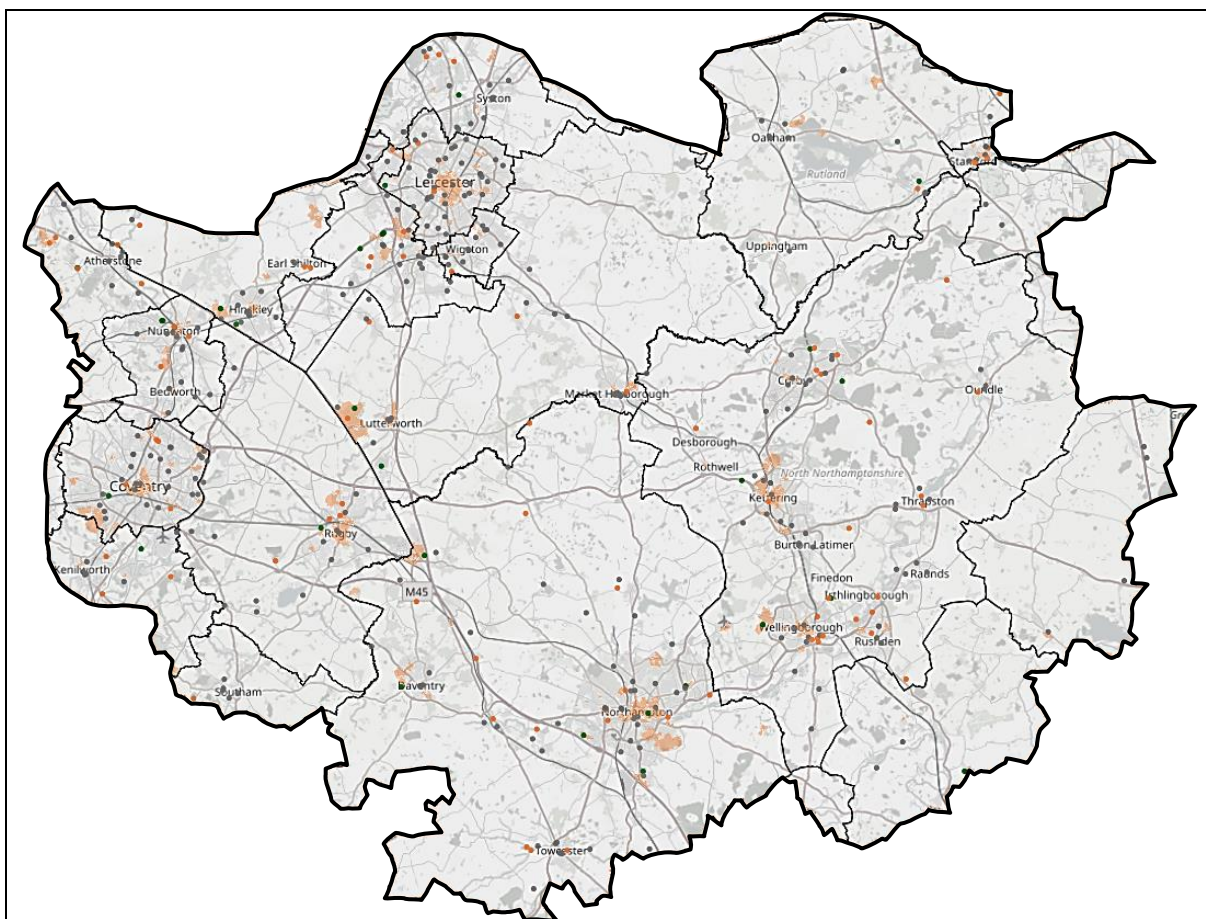 Syston
Oakham
Leicester
Stamford
Rutland
Wigston
Uppingham
Earl Shilton
Atherstone
Hinckley
Nuneaton
Corby
Bedworth
Market Harborough
Oundle
Lutterworth
Desborough
Rothwell
North Northamptonshire
Coventry
Kettering
Thrapston
Rugby
Burton Latimer
Kenilworth
Finedon
Raunds
M45
Irthlingborough
Wellingborough
Rushden
Daventry
Southam
Northampton
Towcester